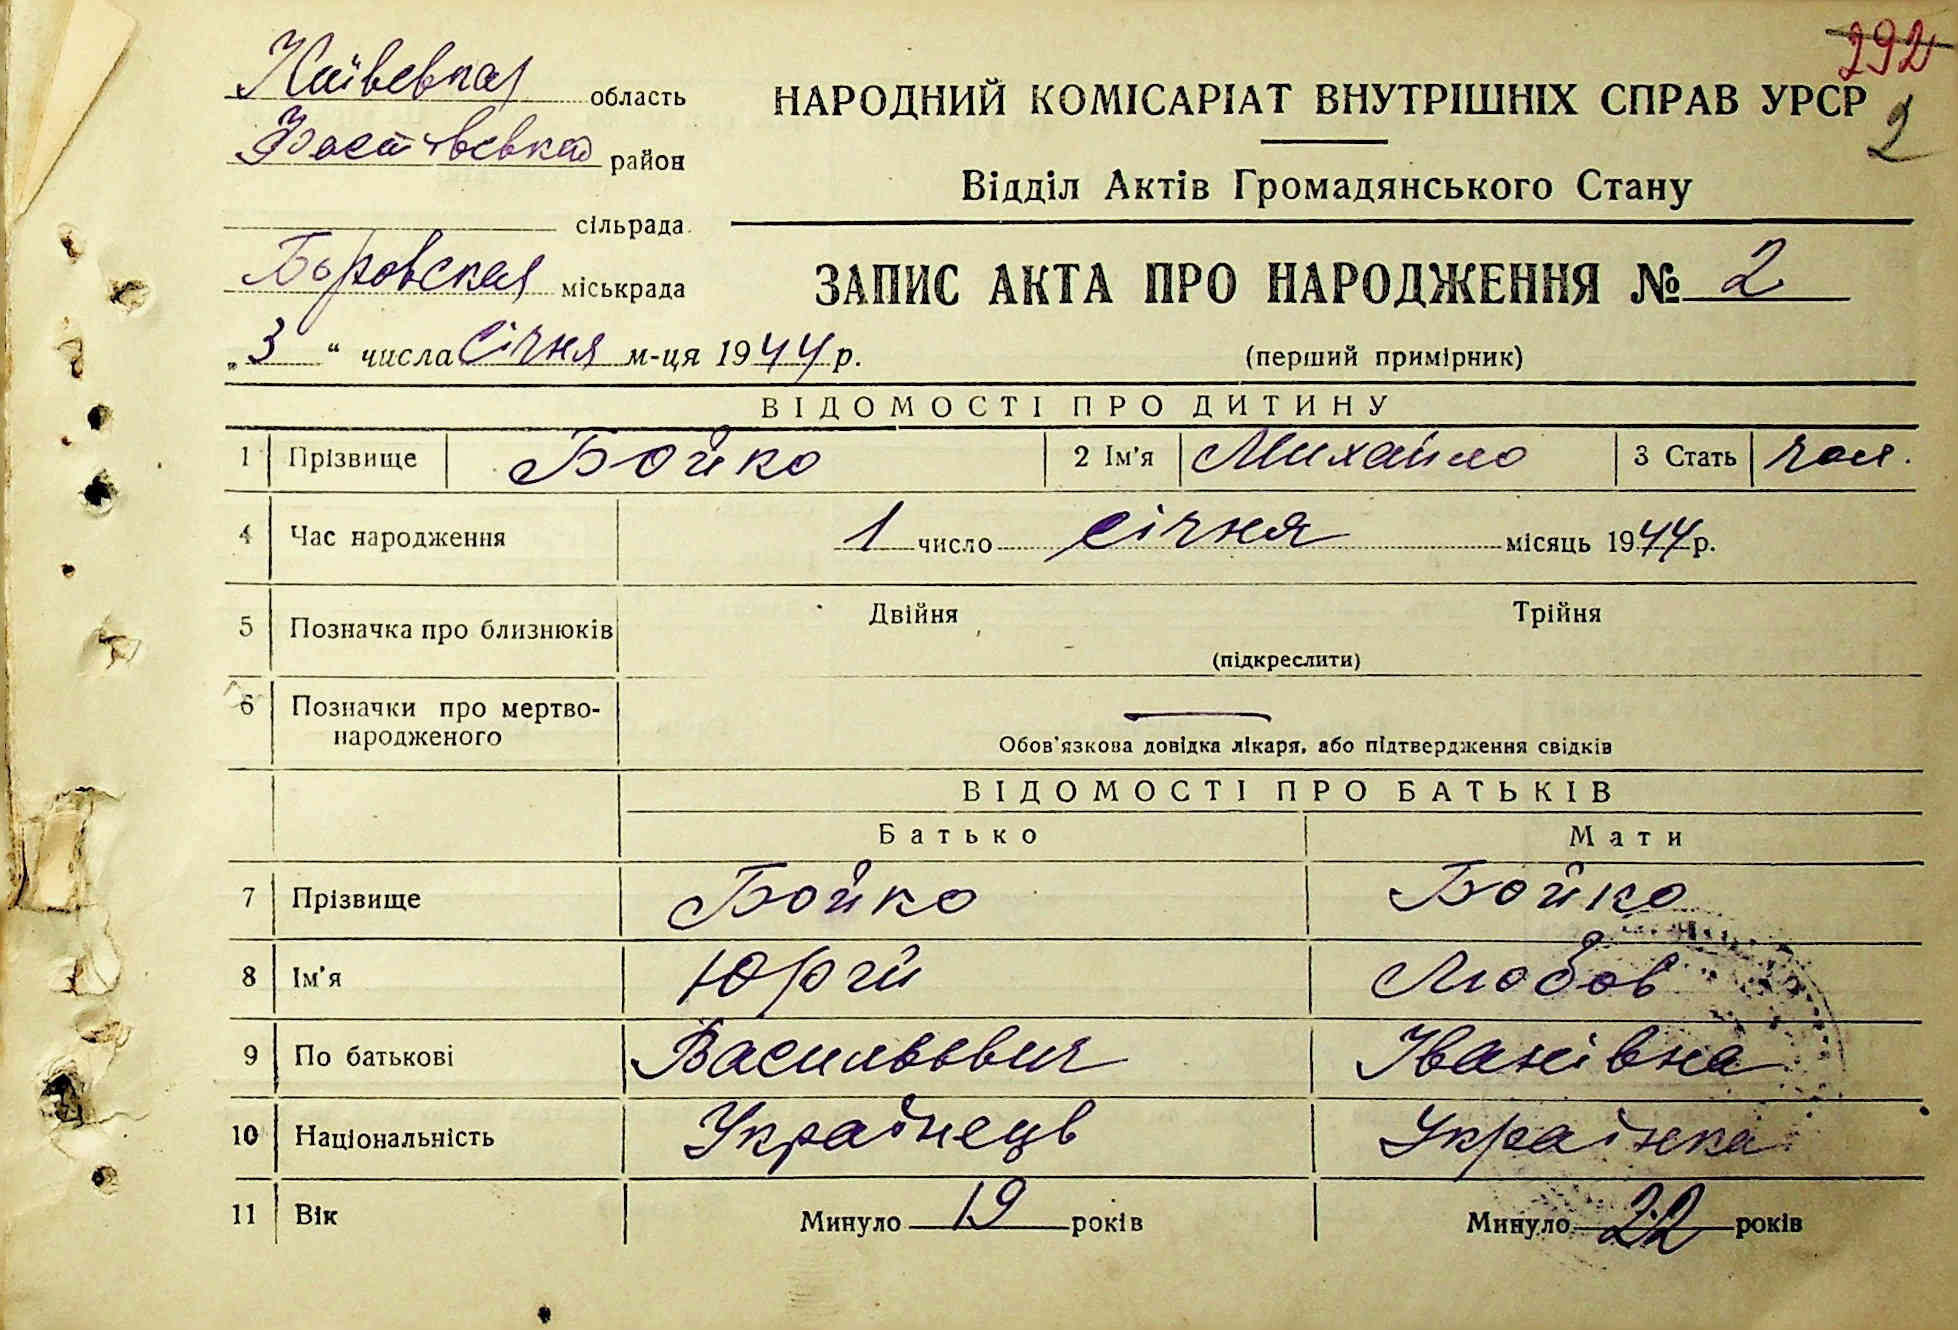 292
2
Київська область
Фастівська район
сільрада
Боровская міськрада
„3“ числа січня м-ця 1944 р.
НАРОДНИЙ КОМІСАРІАТ ВНУТРІШНІХ СПРАВ УРСР
Відділ Актів Громадянського Стану
ЗАПИС АКТА ПРО НАРОДЖЕННЯ № 2
(перший примірник)
ВІДОМОСТІ ПРО ДИТИНУ
1 Прізвище Бойко 2 Ім'я Михайло 3 Стать чол.
4 Час народження 1 число січня місяць 1944 р.
5 Позначка про близнюків Двійня Трійня
(підкреслити)
6 Позначки про мертво-
народженого
Обов'язкова довідка лікаря, або підтвердження свідків
ВІДОМОСТІ ПРО БАТЬКІВ
Батько Мати
7 Прізвище Бойко Бойко
8 Ім'я Юрій Любов
9 По батькові Васильович Іванівна
10 Національність Українець Українка
11 Вік Минуло 19 років Минуло 22 років